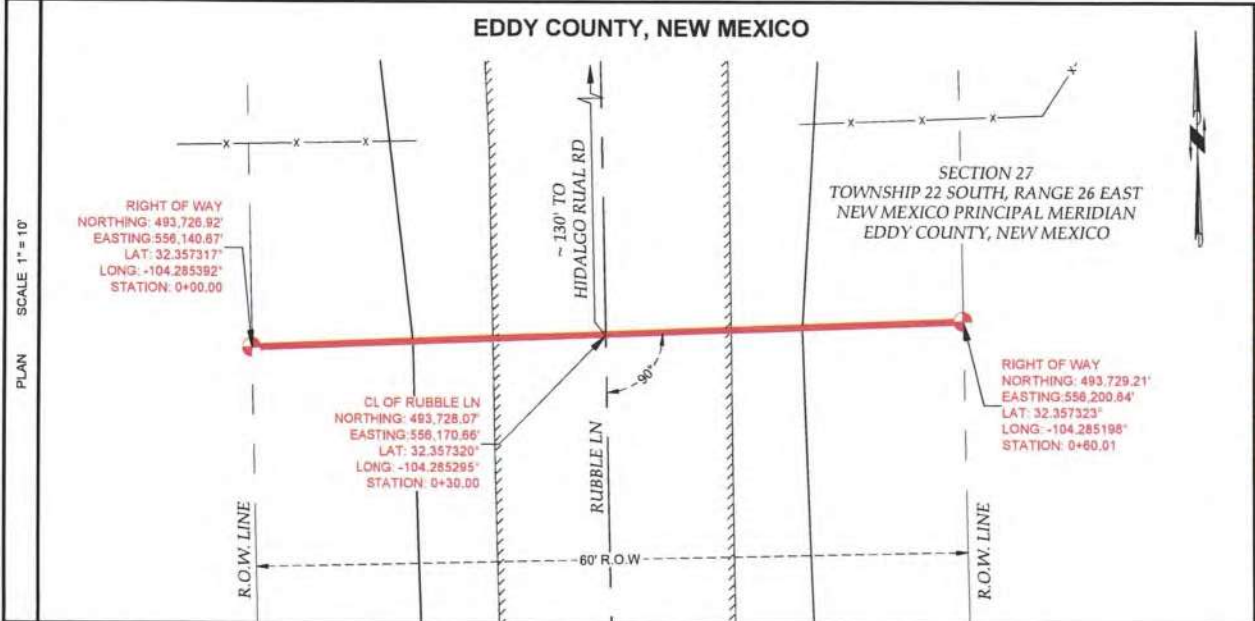 EDDY COUNTY, NEW MEXICO
PLAN SCALE 1" = 10'
RIGHT OF WAY
NORTHING: 493,726.92'
EASTING:556,140.67'
LAT: 32.357317°
LONG: -104.285392°
STATION: 0+00.00
~ 130' TO
HIDALGO RUAL RD
SECTION 27
TOWNSHIP 22 SOUTH, RANGE 26 EAST
NEW MEXICO PRINCIPAL MERIDIAN
EDDY COUNTY, NEW MEXICO
X X X
X X X X
N
CL OF RUBBLE LN
NORTHING: 493,728.07'
EASTING:556,170.66'
LAT: 32.357320°
LONG: -104.285295°
STATION: 0+30.00
90°
RIGHT OF WAY
NORTHING: 493,729.21'
EASTING:556,200.64'
LAT: 32.357323°
LONG: -104.285198°
STATION: 0+60.01
RUBBLE LN
R.O.W. LINE
60' R.O.W
R.O.W. LINE